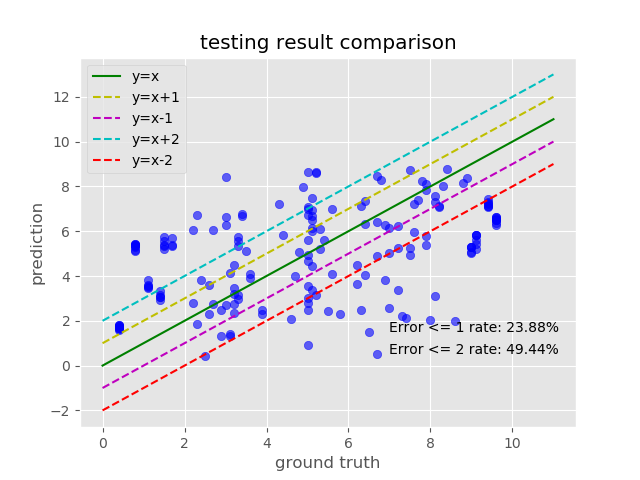 testing result comparison
y=x
y=x+1
y=x-1
y=x+2
y=x-2
12
10
8
6
4
2
0
−2
prediction
Error <= 1 rate: 23.88%
Error <= 2 rate: 49.44%
0 2 4 6 8 10
ground truth